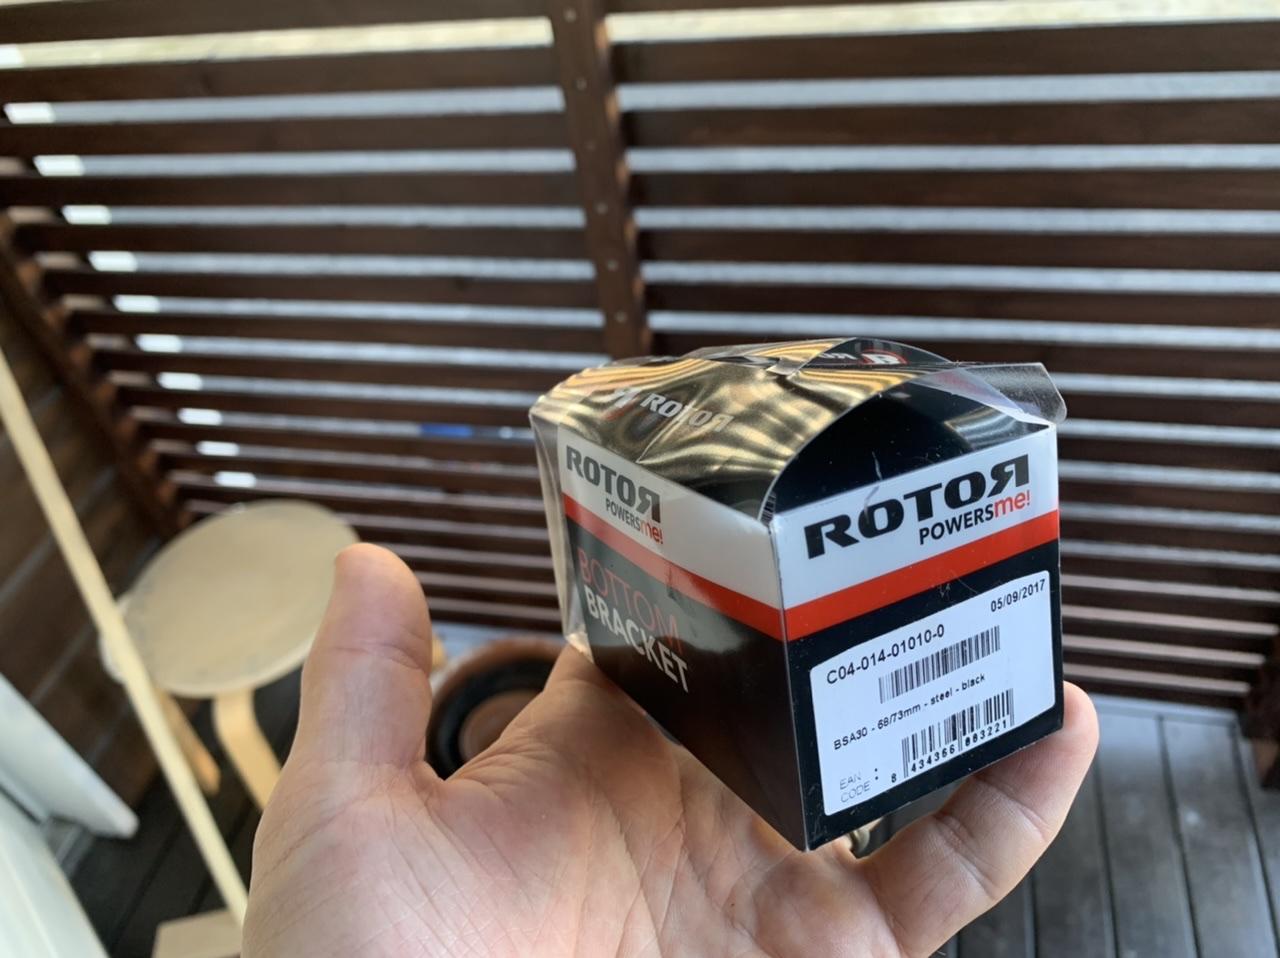 ROTOR
ROTOR
POWERSme!
BOTTOM
BRACKET
ROTOR
POWERSme!
05/09/2017
C04-014-01010-0
BSA30 - 68/73mm - steel - black
EAN
CODE :
8 434366 883221